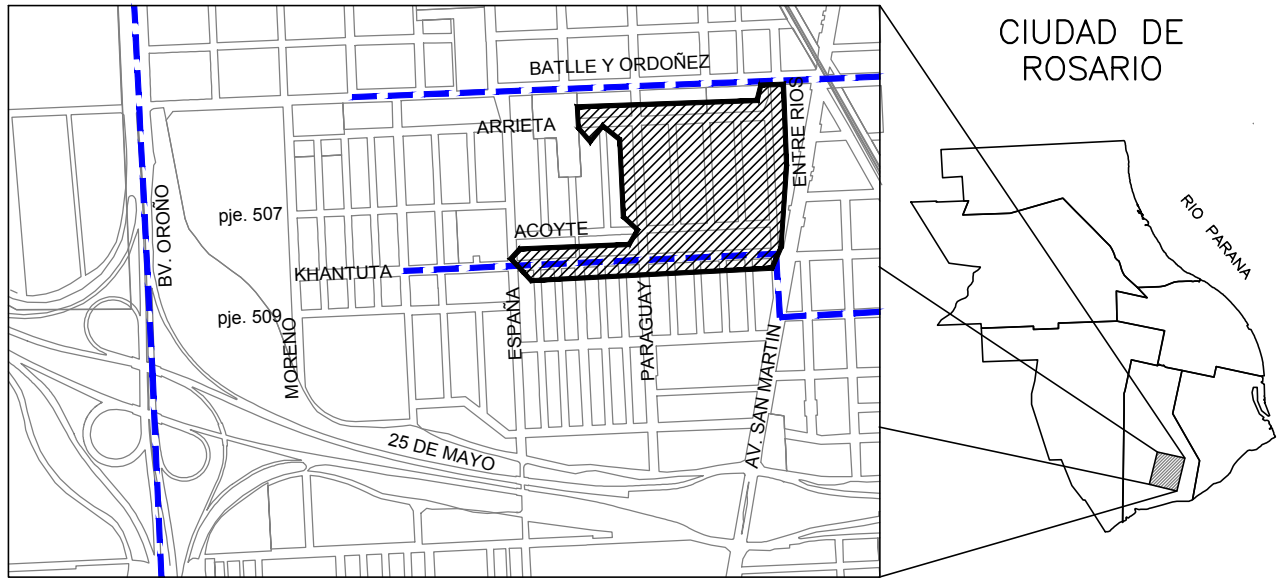 CIUDAD DE
ROSARIO
BATLLE Y ORDOÑEZ
ARRIETA
ENTRE RIOS
BV. OROÑO
pje. 507
ACOYTE
KHANTUTA
pje. 509
MORENO
ESPAÑA
PARAGUAY
AV. SAN MARTIN
25 DE MAYO
RIO PARANA